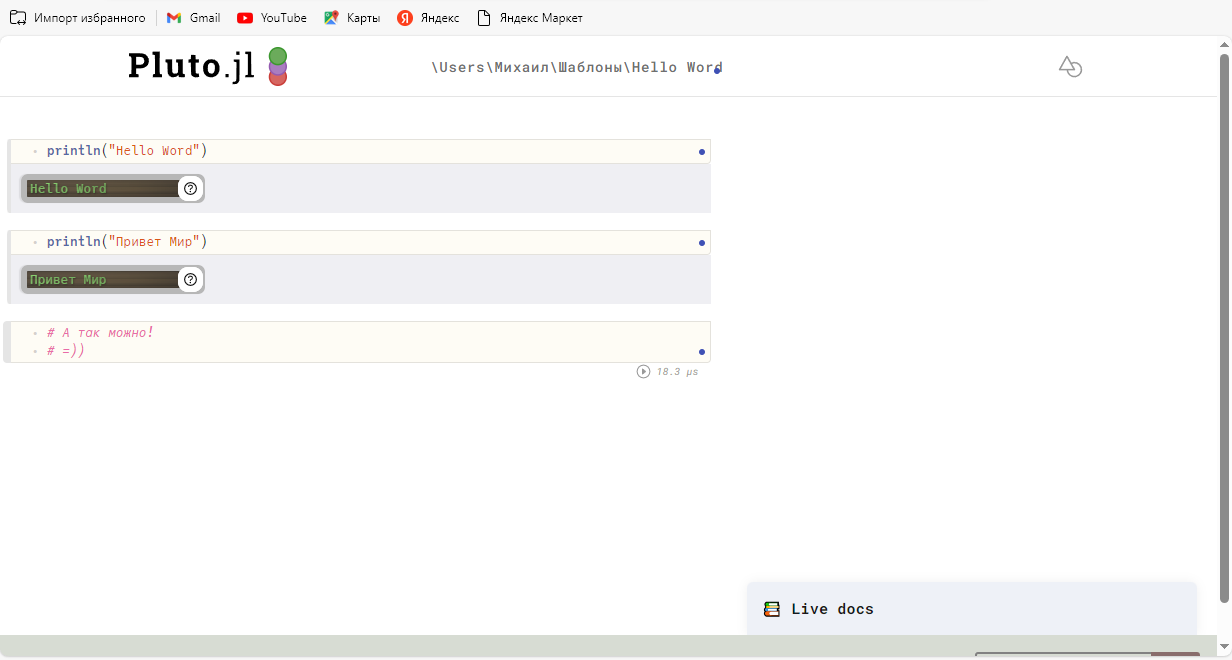 Импорт избранного Gmail YouTube Карты Яндекс Яндекс Маркет
Pluto.jl \Users\Михаил\Шаблоны\Hello Word
println("Hello Word")
Hello Word
println("Привет Мир")
Привет Мир
# А так можно!
# =))
18.3 μs
Live docs